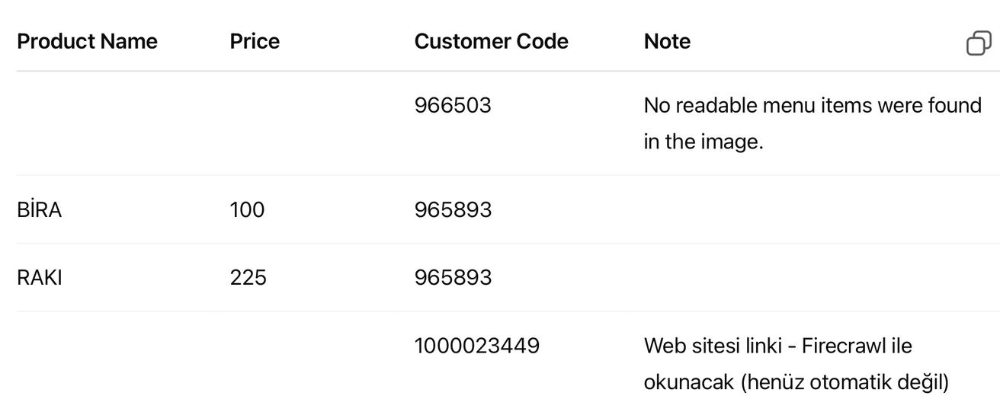 Product Name Price Customer Code Note
966503 No readable menu items were found
in the image.
BİRA 100 965893
RAKI 225 965893
1000023449 Web sitesi linki - Firecrawl ile
okunacak (henüz otomatik değil)